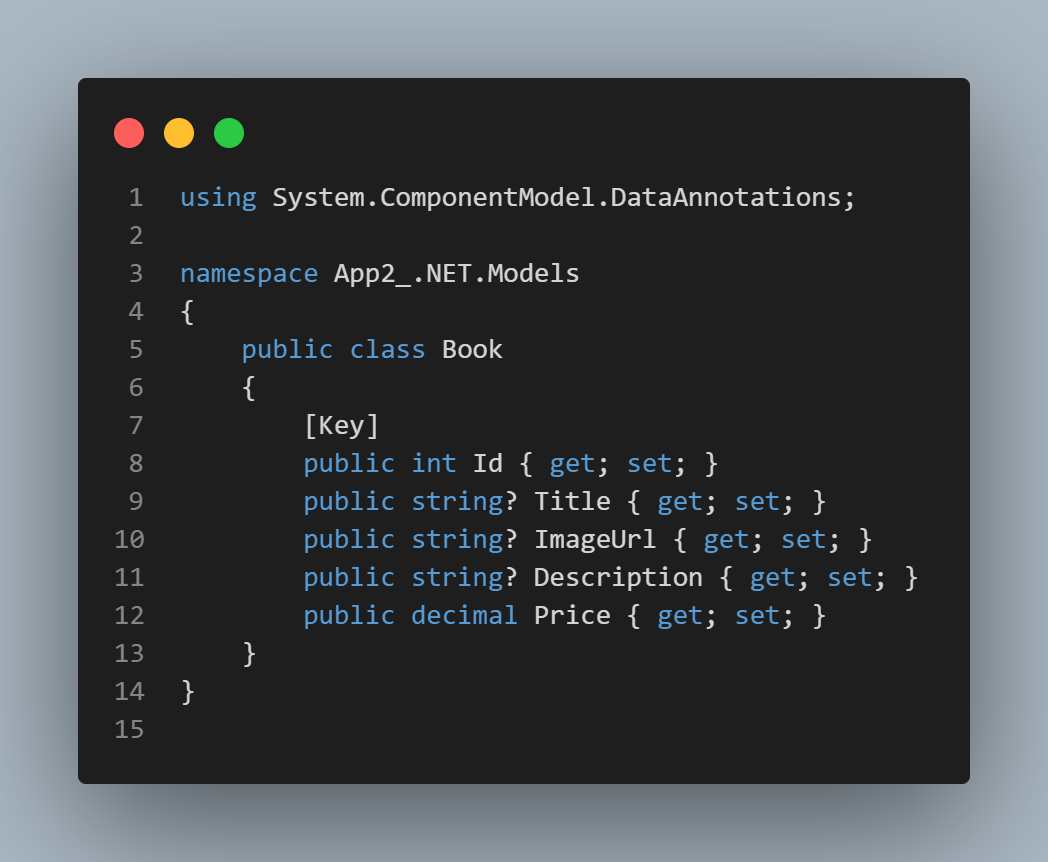 1 using System.ComponentModel.DataAnnotations;
2
3 namespace App2_.NET.Models
4 {
5     public class Book
6     {
7         [Key]
8         public int Id { get; set; }
9         public string? Title { get; set; }
10         public string? ImageUrl { get; set; }
11         public string? Description { get; set; }
12         public decimal Price { get; set; }
13     }
14 }
15